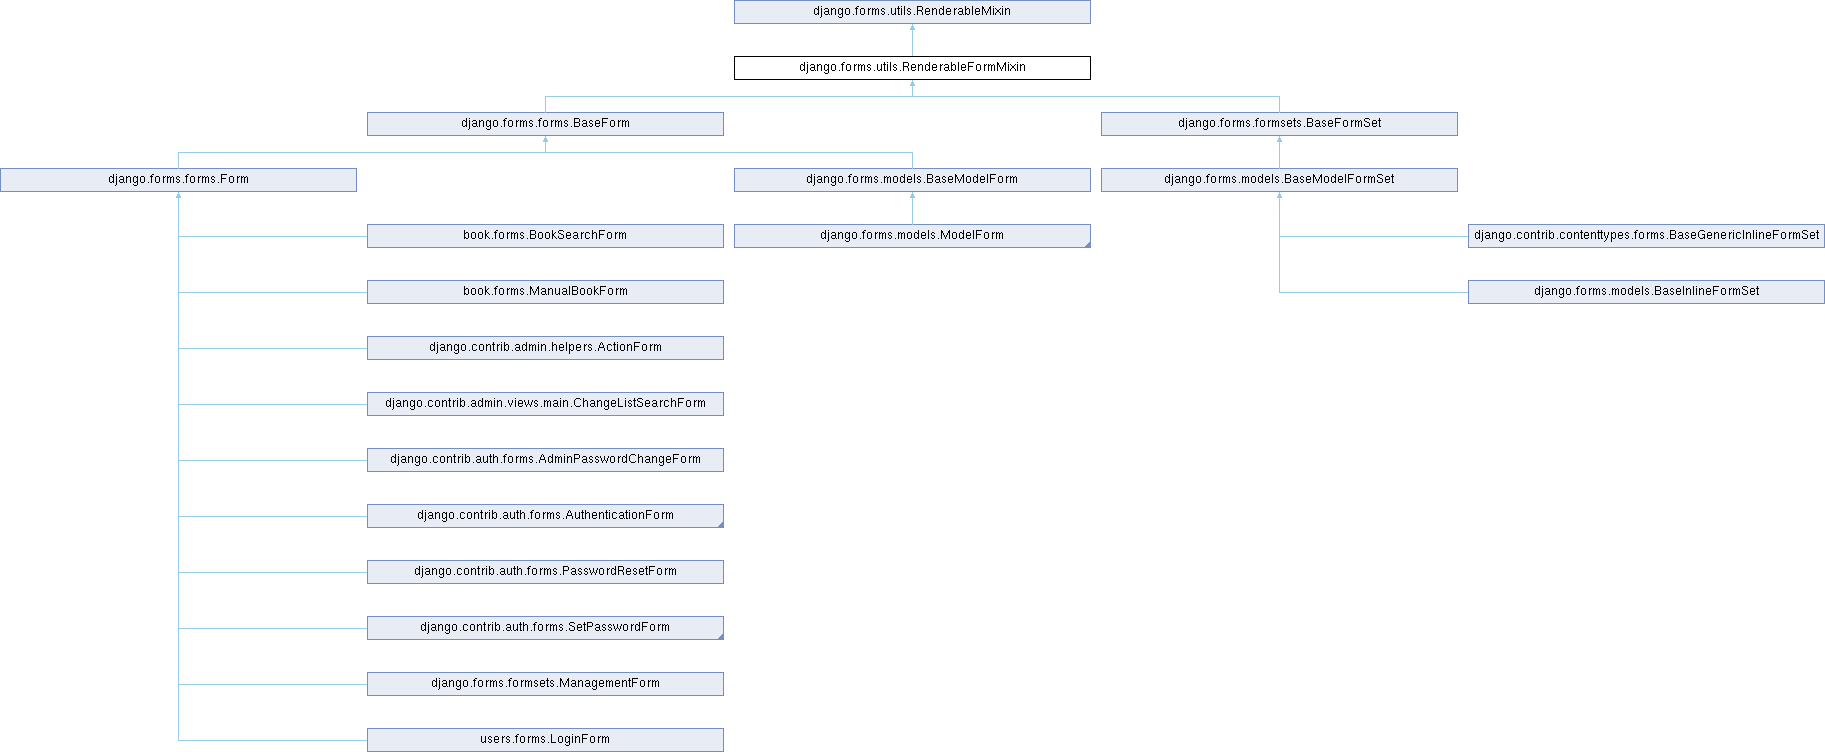 django.forms.utils.RenderableMixin
django.forms.utils.RenderableFormMixin
django.forms.forms.BaseForm
django.forms.formsets.BaseFormSet
django.forms.forms.Form
django.forms.models.BaseModelForm
django.forms.models.BaseModelFormSet
book.forms.BookSearchForm
django.forms.models.ModelForm
django.contrib.contenttypes.forms.BaseGenericInlineFormSet
book.forms.ManualBookForm
django.forms.models.BaseInlineFormSet
django.contrib.admin.helpers.ActionForm
django.contrib.admin.views.main.ChangeListSearchForm
django.contrib.auth.forms.AdminPasswordChangeForm
django.contrib.auth.forms.AuthenticationForm
django.contrib.auth.forms.PasswordResetForm
django.contrib.auth.forms.SetPasswordForm
django.forms.formsets.ManagementForm
users.forms.LoginForm